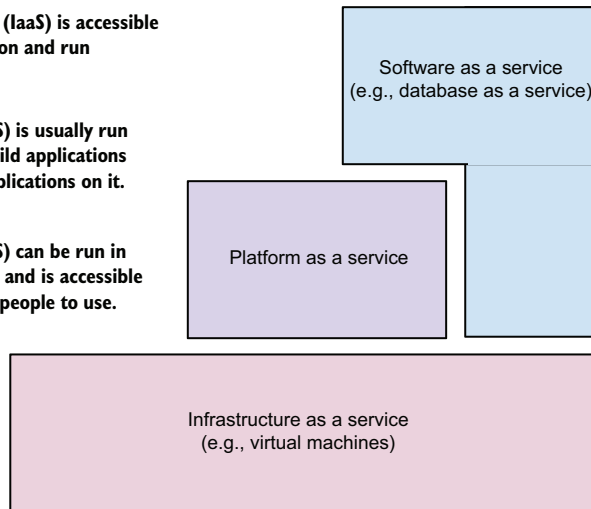 (IaaS) is accessible
on and run
S) is usually run
ild applications
plications on it.
S) can be run in
and is accessible
people to use.
Software as a service
(e.g., database as a service)
Platform as a service
Infrastructure as a service
(e.g., virtual machines)